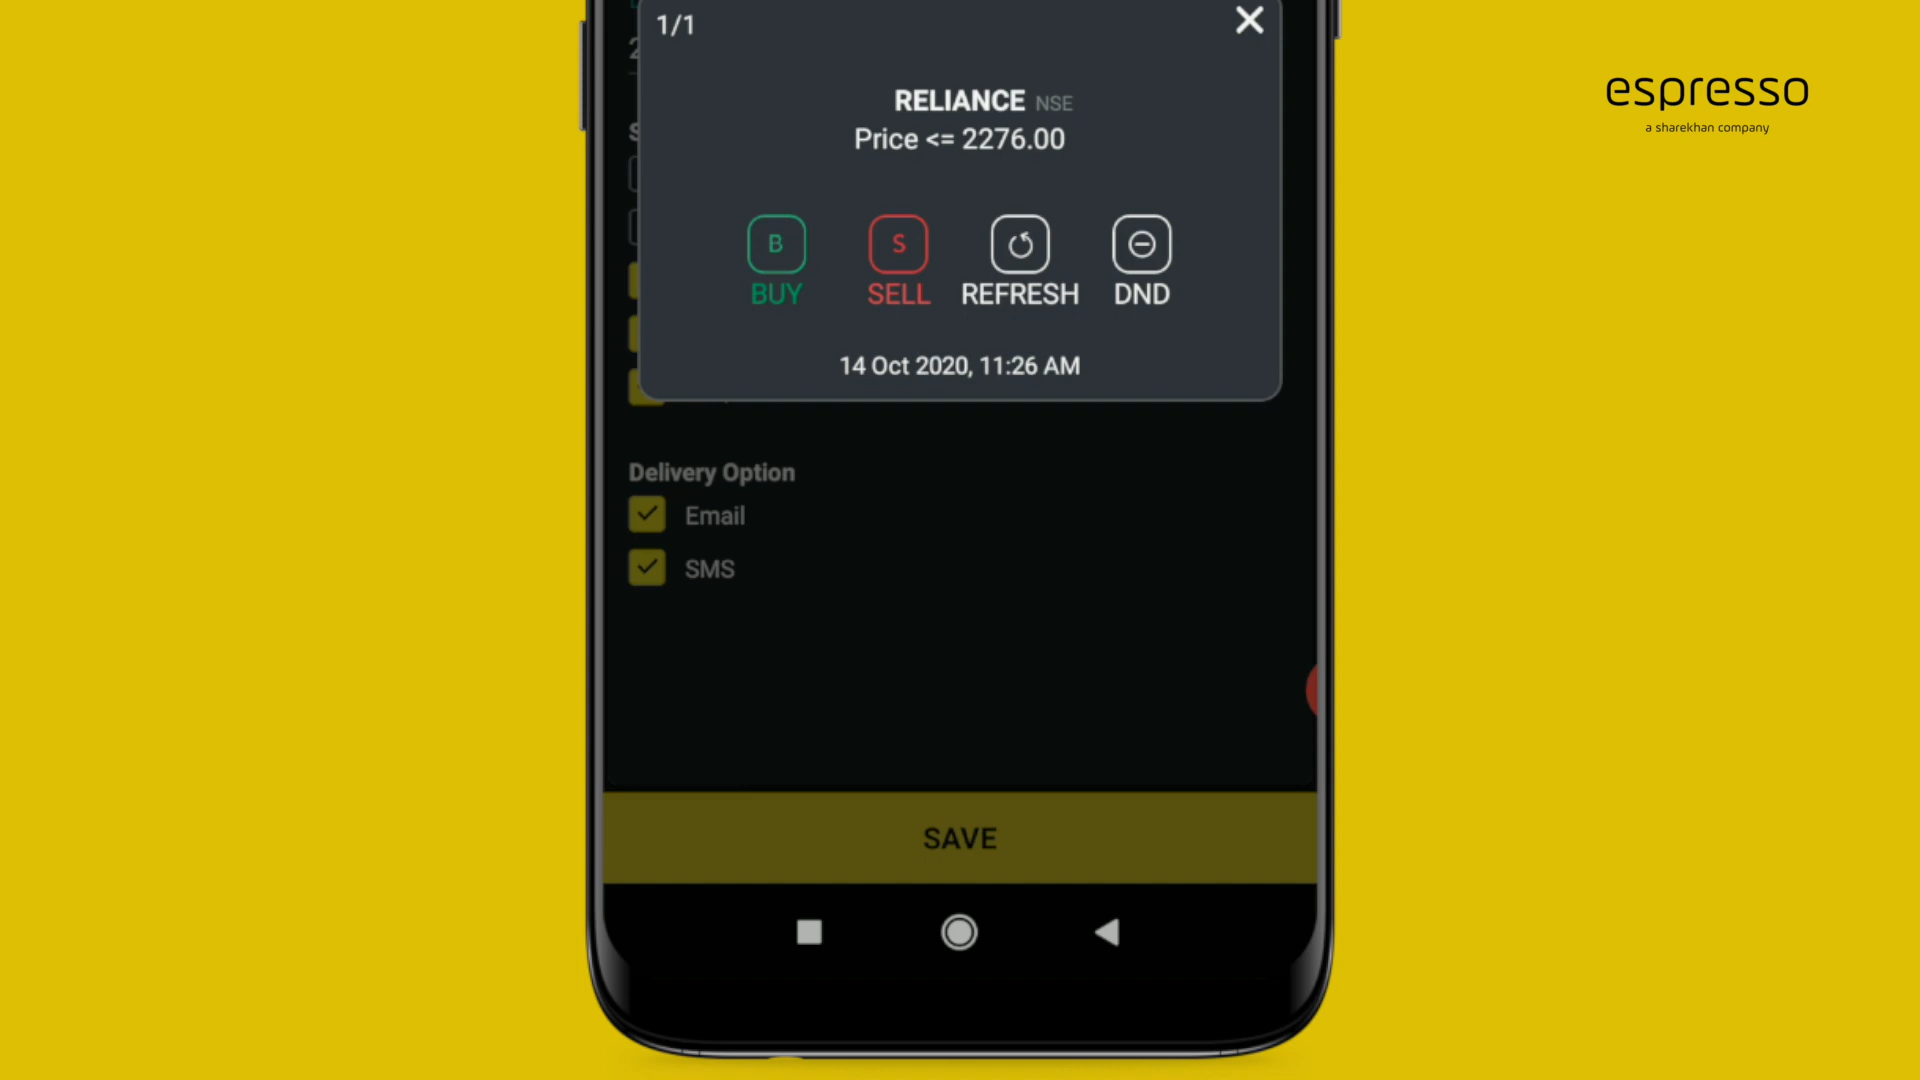 1/1
espresso
a sharekhan company
RELIANCE NSE
Price <= 2276.00
B S
BUY SELL REFRESH DND
14 Oct 2020, 11:26 AM
Delivery Option
Email
SMS
SAVE